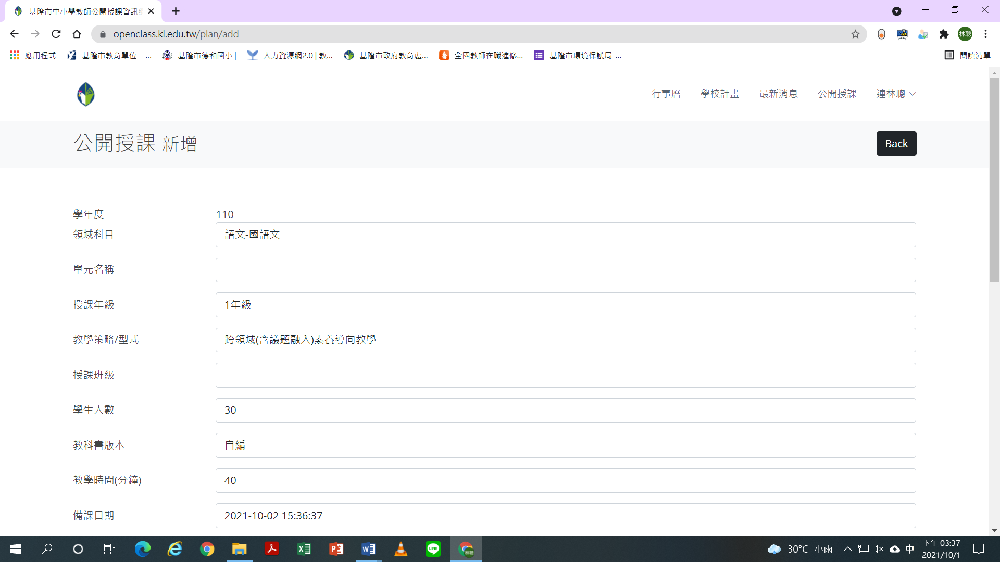 基隆市中小學教師公開授課資訊
openclass.kl.edu.tw/plan/add
林聰
應用程式
基隆市教育單位 --...
基隆市德和國小 |
人力資源網2.0 | 教...
基隆市政府教育處...
全國教師在職進修...
基隆市環境保護局-...
閱讀清單
行事曆
學校計畫
最新消息
公開授課
連林聰
公開授課 新增
Back
學年度 110
領域科目 語文-國語文
單元名稱
授課年級 1年級
教學策略/型式 跨領域(含議題融入)素養導向教學
授課班級
學生人數 30
教科書版本 自編
教學時間(分鐘) 40
備課日期 2021-10-02 15:36:37
LINE
林聰
30°C 小雨
中
下午 03:37
2021/10/1